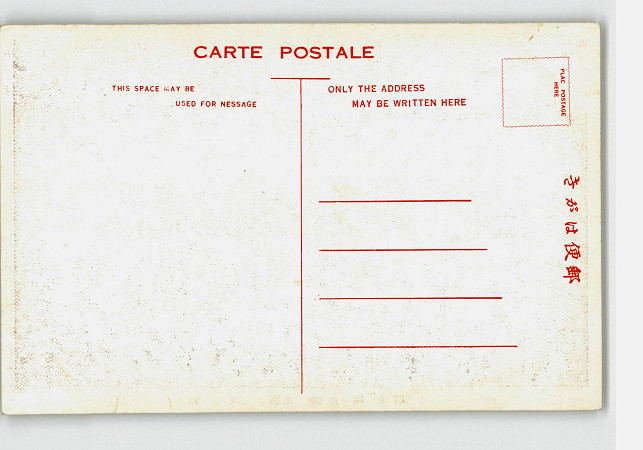 CARTE POSTALE
THIS SPACE MAY BE
USED FOR NESSAGE
ONLY THE ADDRESS
MAY BE WRITTEN HERE
PLAC POSTAGE
HERE
郵便はがき